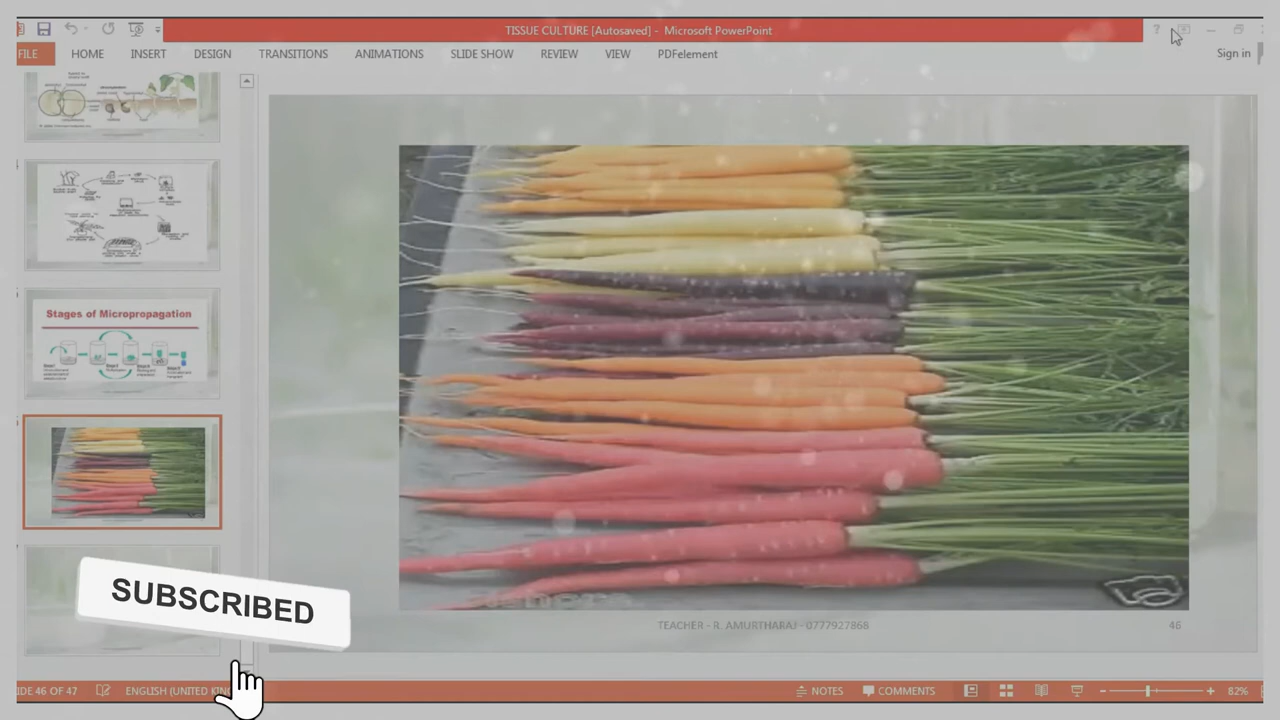 TISSUE CULTURE [Autosaved] - Microsoft PowerPoint
FILE HOME INSERT DESIGN TRANSITIONS ANIMATIONS SLIDE SHOW REVIEW VIEW PDFelement Sign in
Stages of Micropropagation
SUBSCRIBED
TEACHER - R. AMURTHARAJ - 0777927868 46
IDE 46 OF 47 ENGLISH (UNITED KIN NOTES COMMENTS 82%